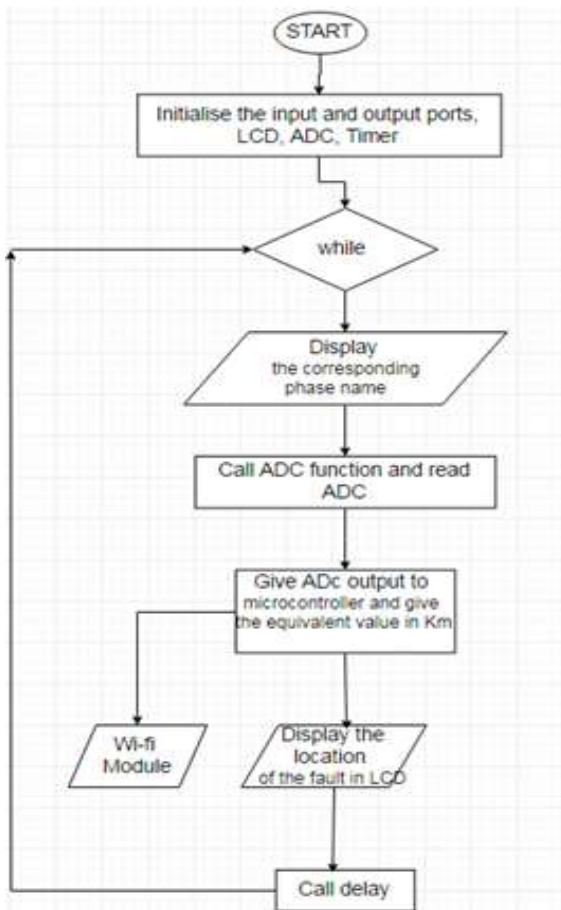 START
Initialise the input and output ports,
LCD, ADC, Timer
while
Display
the corresponding
phase name
Call ADC function and read
ADC
Give ADc output to
microcontroller and give
the equivalent value in Km
Wi-fi
Module
Display the
location
of the fault in LCD
Call delay